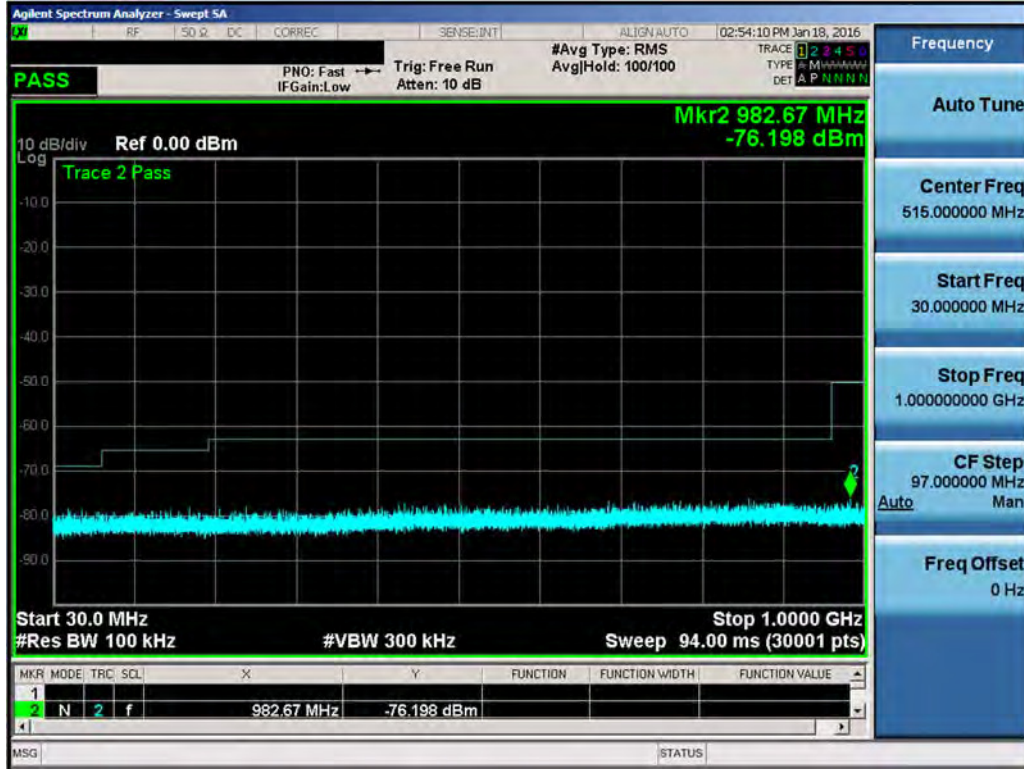 Agilent Spectrum Analyzer - Swept SA
LXI RF 50 Ω DC CORREC SENSE:INT ALIGN AUTO 02:54:10 PM Jan 18, 2016
PASS
PNO: Fast
IFGain:Low
Trig: Free Run
Atten: 10 dB
#Avg Type: RMS
Avg|Hold: 100/100
TRACE 1 2 3 4 5 6
TYPE A M W W W W
DET A P N N N N
Mkr2 982.67 MHz
-76.198 dBm
10 dB/div Ref 0.00 dBm
Log
Trace 2 Pass
-10.0
-20.0
-30.0
-40.0
-50.0
-60.0
-70.0
-80.0
-90.0
2
Start 30.0 MHz Stop 1.0000 GHz
#Res BW 100 kHz #VBW 300 kHz Sweep 94.00 ms (30001 pts)
MKR MODE TRC SCL X Y FUNCTION FUNCTION WIDTH FUNCTION VALUE
1
2 N 2 f 982.67 MHz -76.198 dBm
MSG STATUS
Frequency
Auto Tune
Center Freq
515.000000 MHz
Start Freq
30.000000 MHz
Stop Freq
1.000000000 GHz
CF Step
97.000000 MHz
Auto Man
Freq Offset
0 Hz